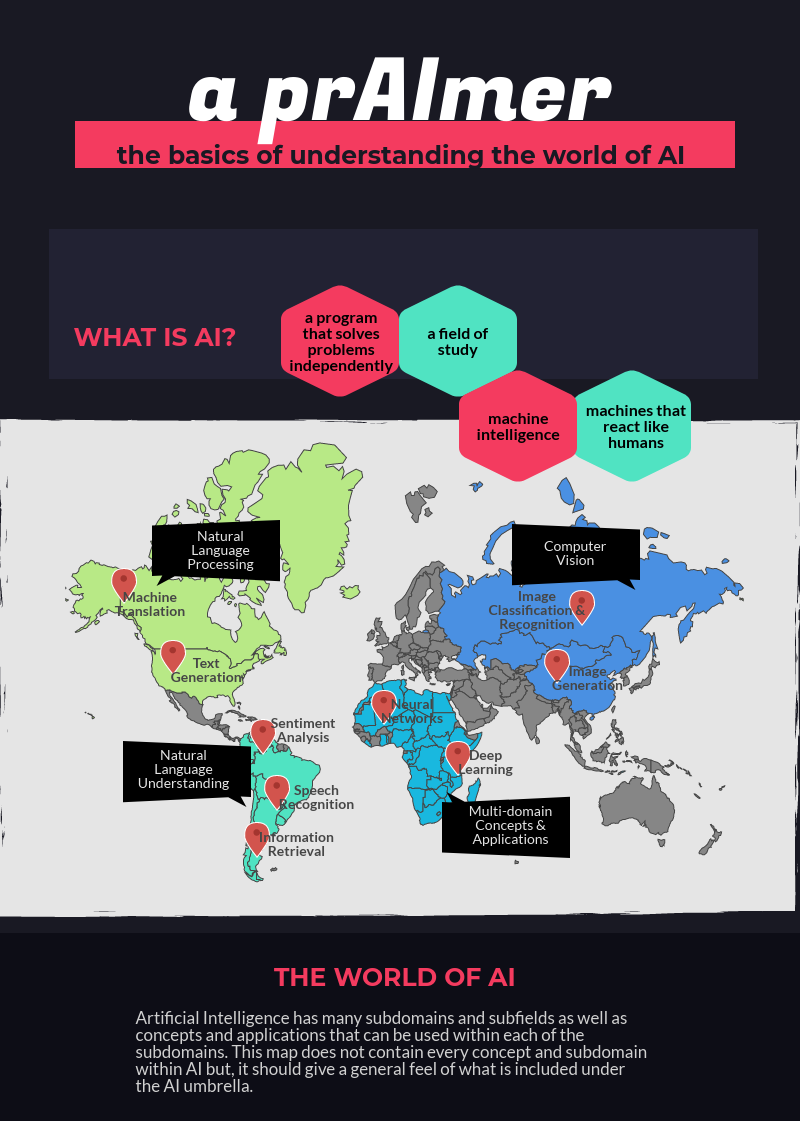 a prAImer
the basics of understanding the world of AI
WHAT IS AI?
a program
that solves
problems
independently
a field of
study
machine
intelligence
machines that
react like
humans
Natural
Language
Processing
Machine
Translation
Text
Generation
Computer
Vision
Image
Classification &
Recognition
Image
Generation
Neural
Networks
Deep
Learning
Multi-domain
Concepts &
Applications
Sentiment
Analysis
Natural
Language
Understanding
Speech
Recognition
Information
Retrieval
THE WORLD OF AI
Artificial Intelligence has many subdomains and subfields as well as
concepts and applications that can be used within each of the
subdomains. This map does not contain every concept and subdomain
within AI but, it should give a general feel of what is included under
the AI umbrella.